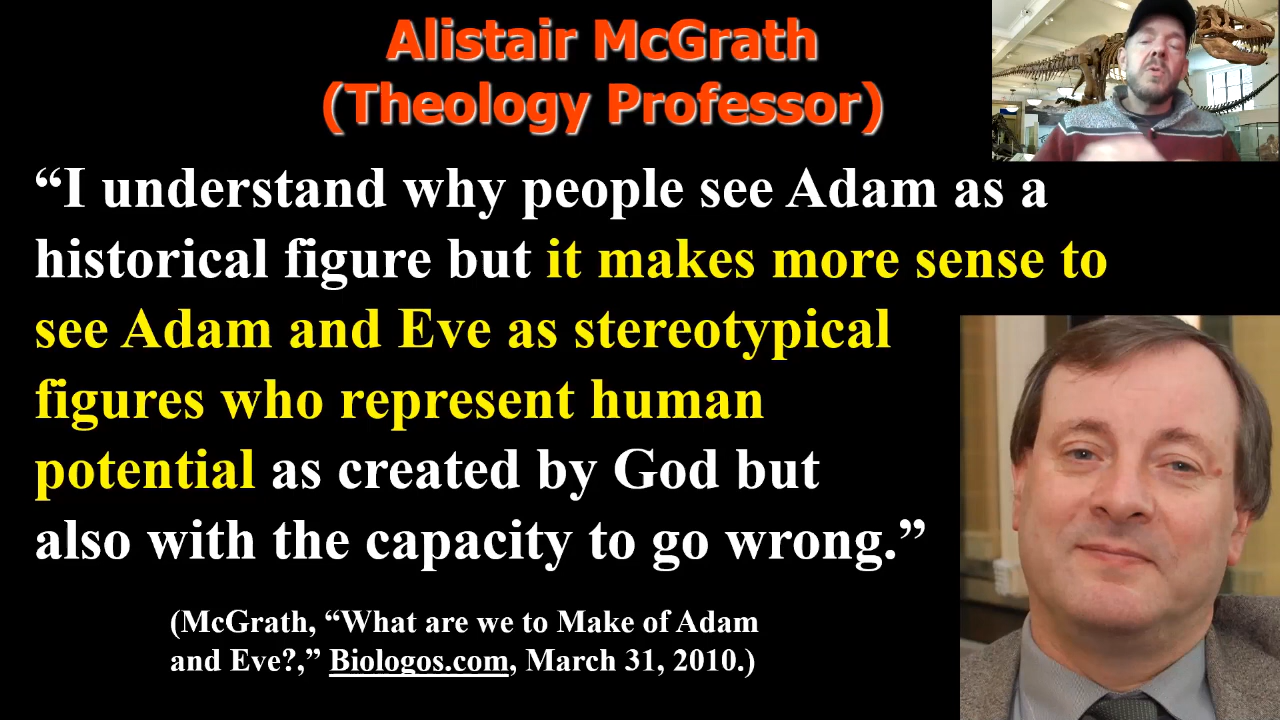 Alistair McGrath
(Theology Professor)
“I understand why people see Adam as a
historical figure but it makes more sense to
see Adam and Eve as stereotypical
figures who represent human
potential as created by God but
also with the capacity to go wrong.”
(McGrath, “What are we to Make of Adam
and Eve?,” Biologos.com, March 31, 2010.)